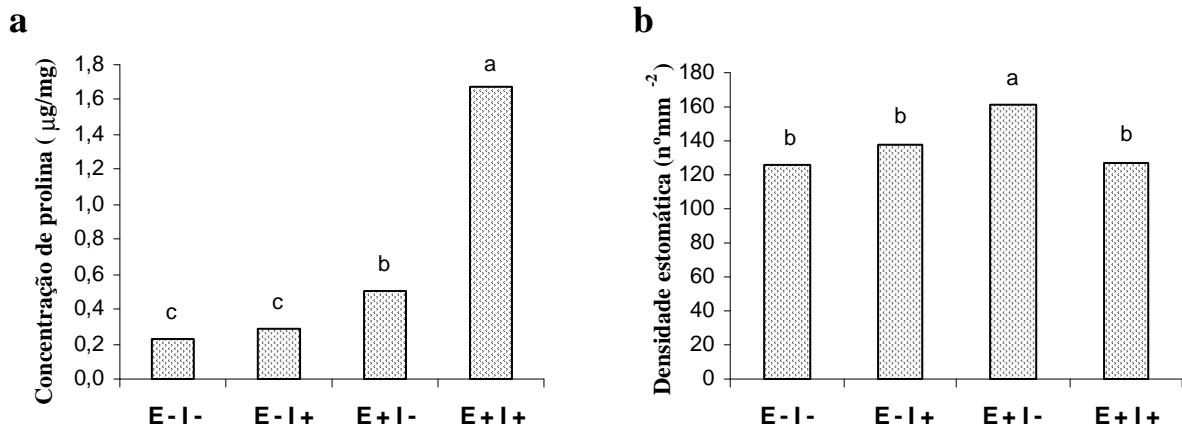 a
Concentração de prolina ( µg/mg)
1,8
1,6
1,4
1,2
1,0
0,8
0,6
0,4
0,2
0,0
c
c
b
a
E - I -
E - I +
E + I -
E + I +
b
Densidade estomática (nºmm -2)
180
160
140
120
100
80
60
40
20
0
b
b
a
b
E - I -
E - I +
E + I -
E + I +